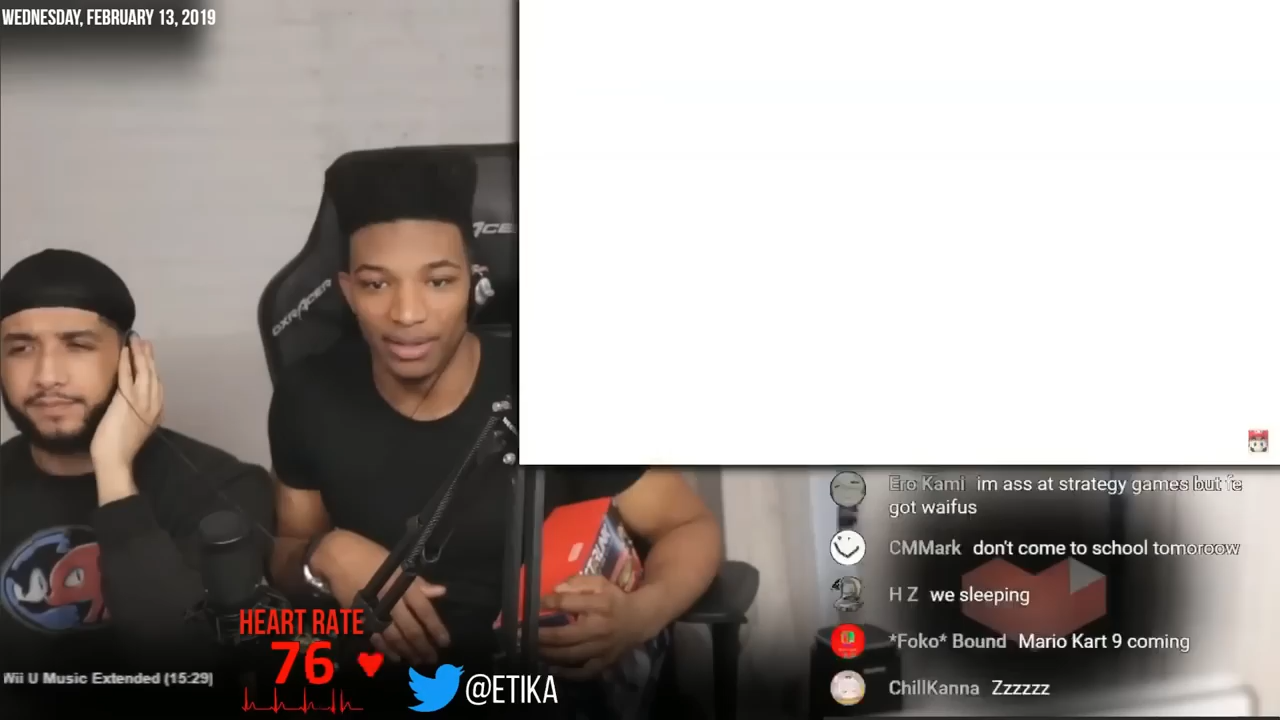 WEDNESDAY, FEBRUARY 13, 2019
DXRACER
Ero Kami im ass at strategy games but fe
got waifus
CMMark don't come to school tomoroow
H Z we sleeping
*Foko* Bound Mario Kart 9 coming
ChillKanna Zzzzzz
HEART RATE
76
Wii U Music Extended (15:29)
@ETIKA